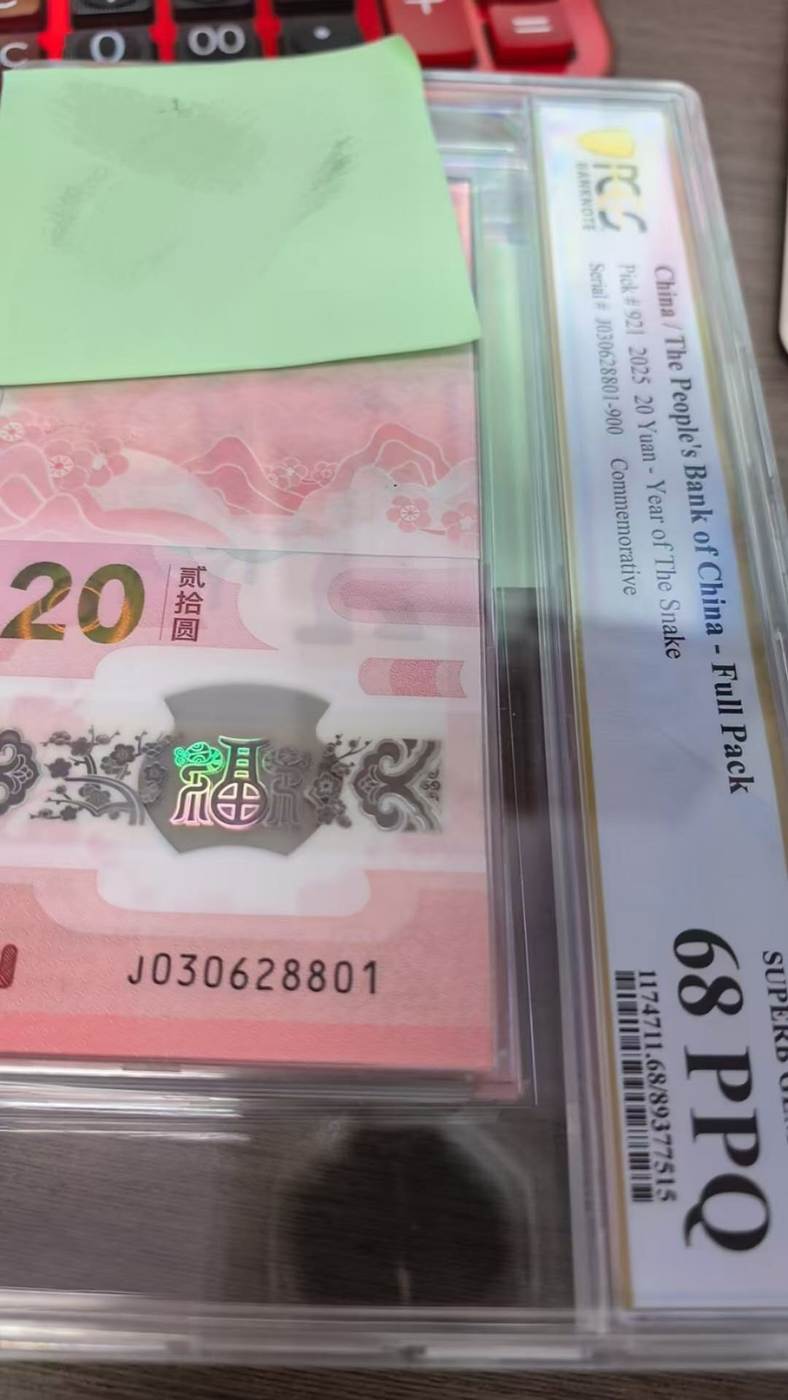 C 0 00 ·
+ =
PCGS
BANKNOTE
China / The People's Bank of China - Full Pack
Pick # 921 2025 20 Yuan - Year of The Snake
Serial # J030628801-900 Commemorative
68 PPQ
1174711.68/89377515
20
贰拾圆
J030628801